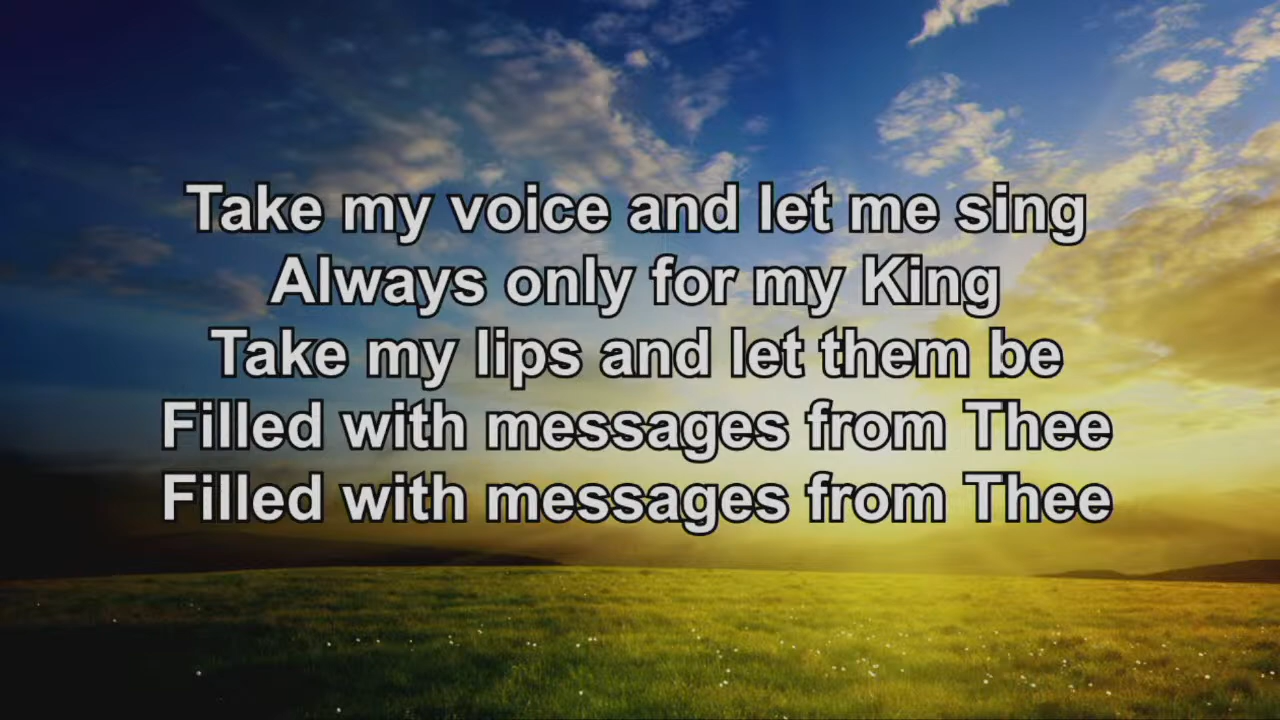 Take my voice and let me sing
Always only for my King
Take my lips and let them be
Filled with messages from Thee
Filled with messages from Thee